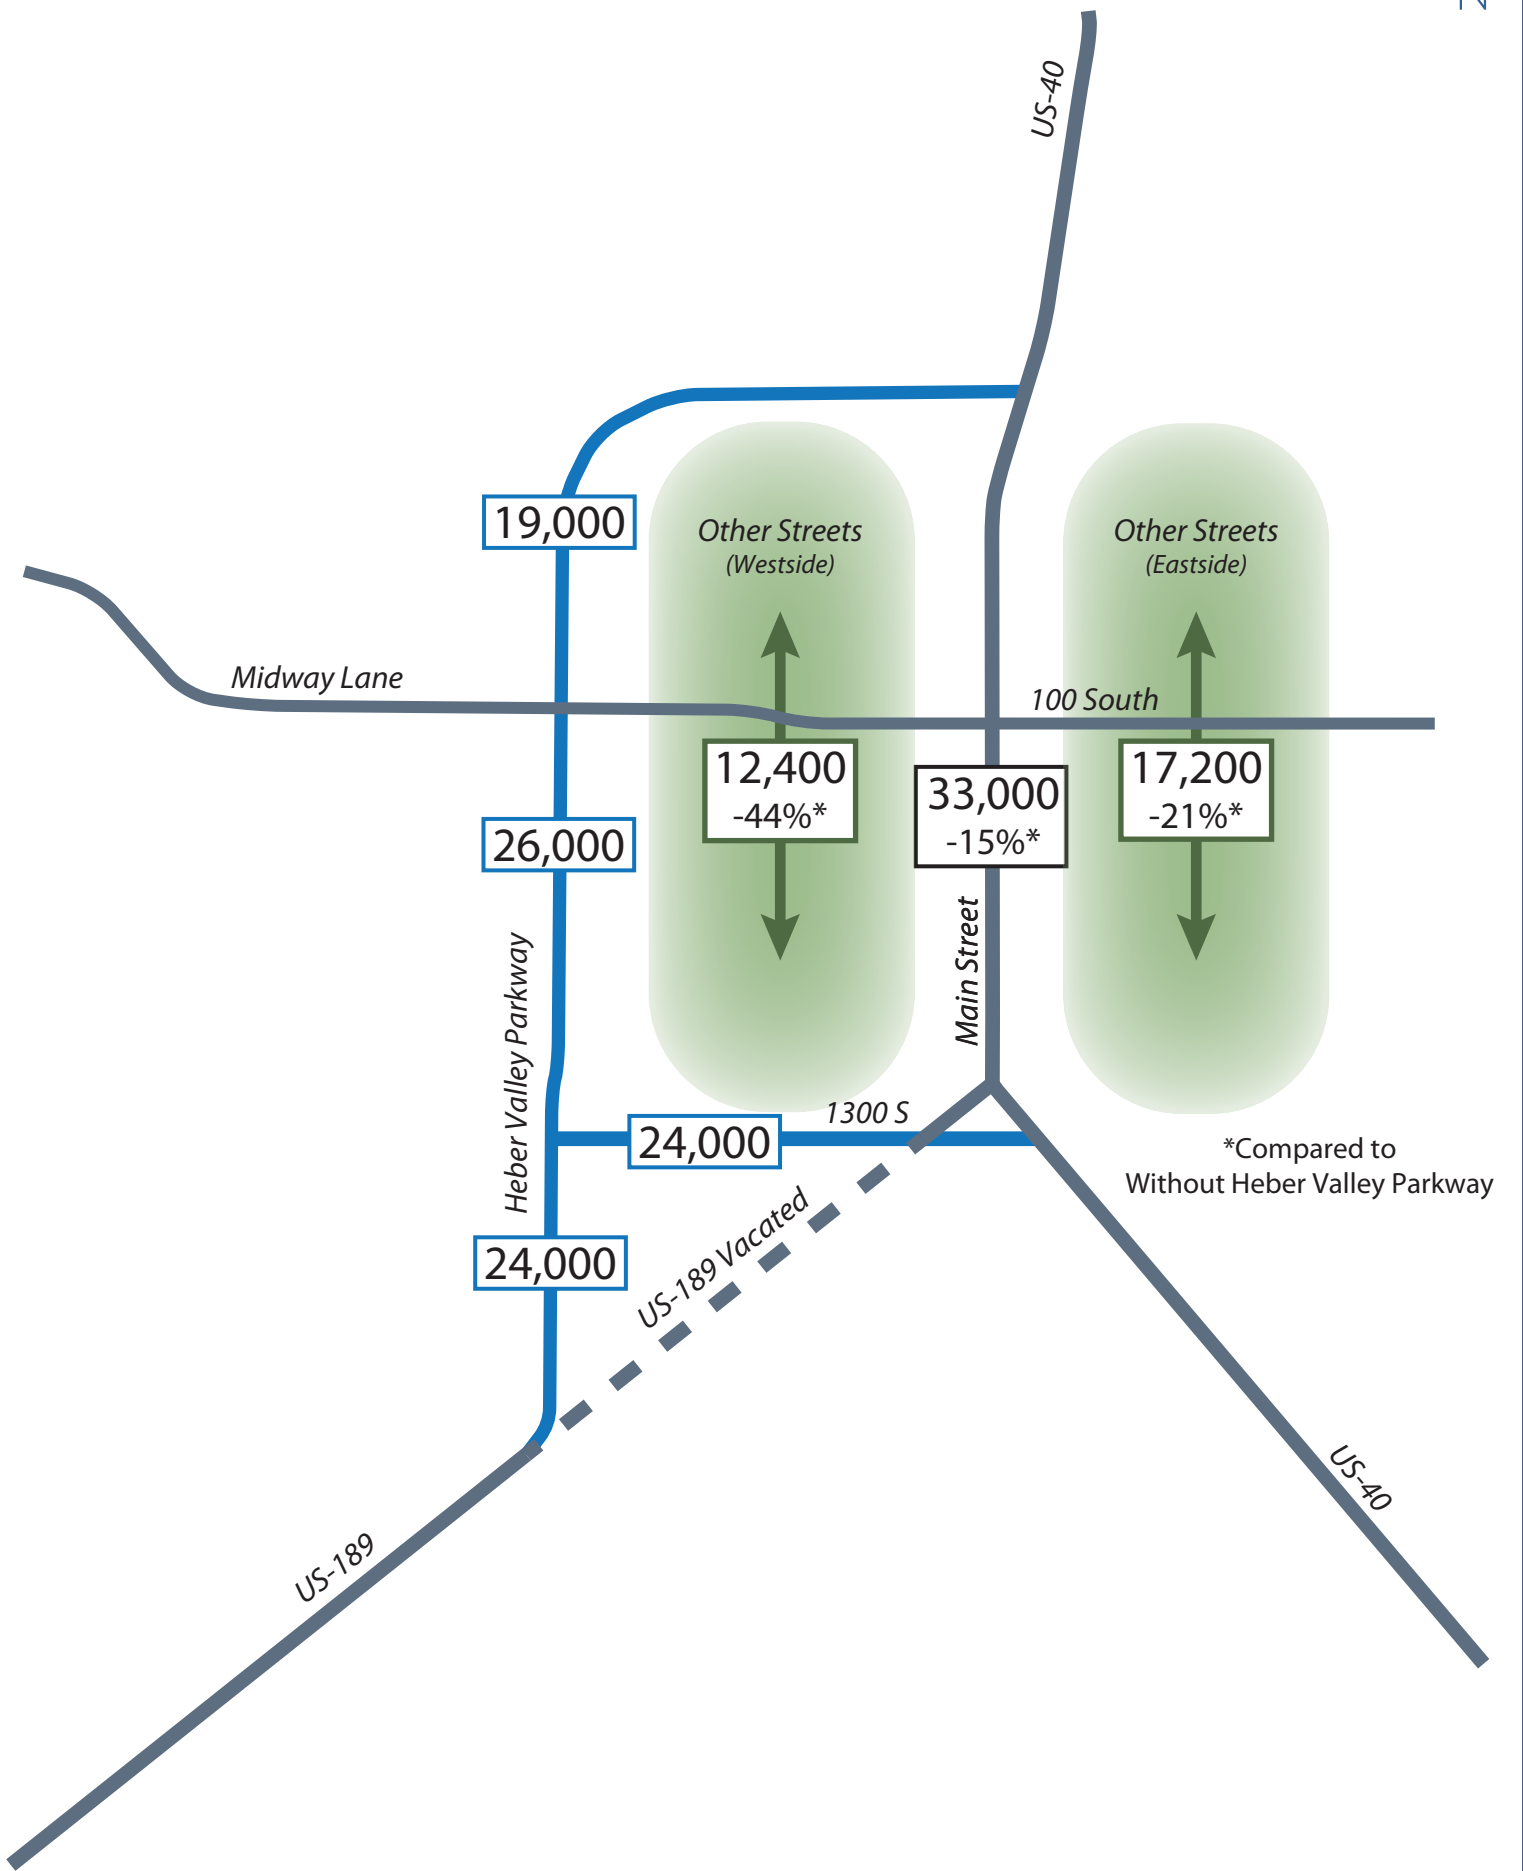 US-40
19,000
Other Streets
(Westside)
Other Streets
(Eastside)
Midway Lane
100 South
12,400
-44%*
33,000
-15%*
17,200
-21%*
26,000
Heber Valley Parkway
Main Street
1300 S
24,000
*Compared to
Without Heber Valley Parkway
24,000
US-189 Vacated
US-40
US-189